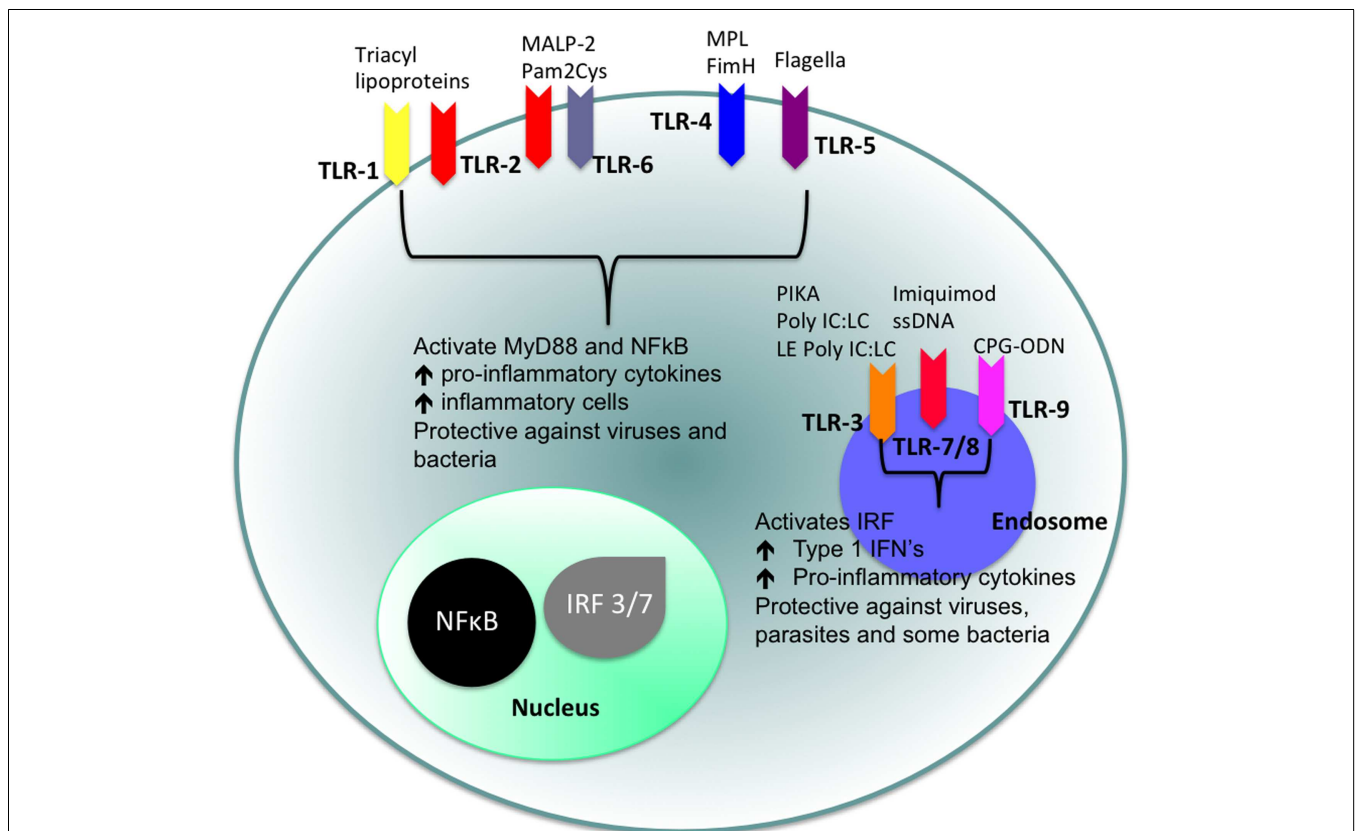 Triacyl
lipoproteins
MALP-2
Pam2Cys
MPL
FimH
Flagella
TLR-1
TLR-2
TLR-6
TLR-4
TLR-5
Activate MyD88 and NFkB
↑ pro-inflammatory cytokines
↑ inflammatory cells
Protective against viruses and
bacteria
PIKA
Poly IC:LC
LE Poly IC:LC
Imiquimod
ssDNA
CPG-ODN
TLR-3
TLR-7/8
TLR-9
Endosome
Activates IRF
↑ Type 1 IFN's
↑ Pro-inflammatory cytokines
Protective against viruses,
parasites and some bacteria
NFκB
IRF 3/7
Nucleus